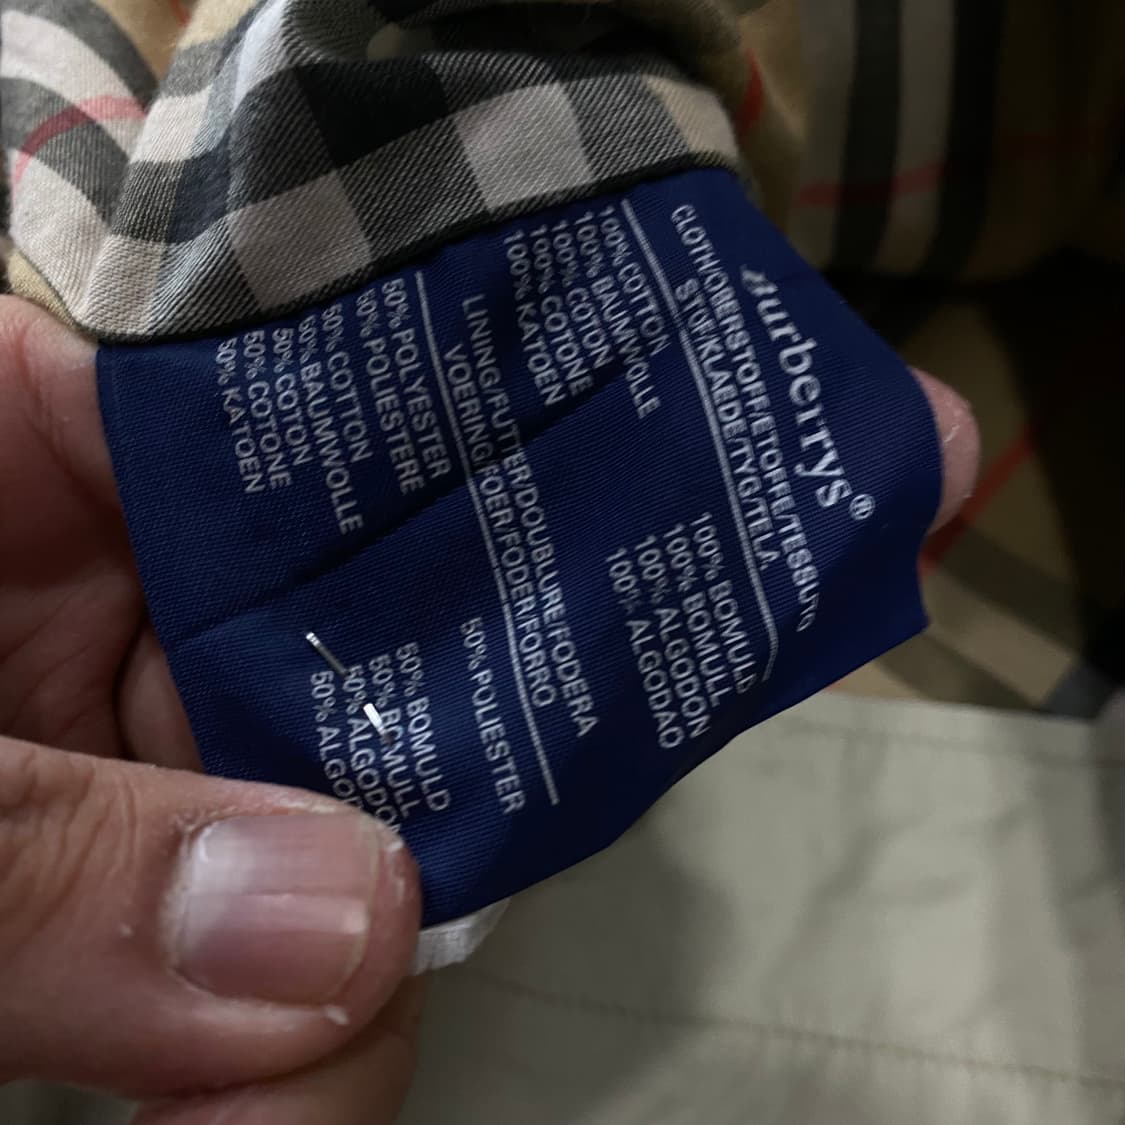 Burberrys®
CLOTH/OBERSTOFF/ETOFFE/TESSUTO
STOF/KLAEDE/TYG/TELA
100% COTTON 100% BOMULD
100% BAUMWOLLE 100% BOMULL
100% COTON 100% ALGODON
100% COTONE 100% ALGODAO
100% KATOEN
LINING/FUTTER/DOUBLURE/FODERA
VOERING/FOER/FODER/FORRO
50% POLYESTER 50% POLIESTER
50% POLIESTERE
50% COTTON 50% BOMULD
50% BAUMWOLLE 50% BOMULL
50% COTON 50% ALGODON
50% COTONE 50%
50% KATOEN